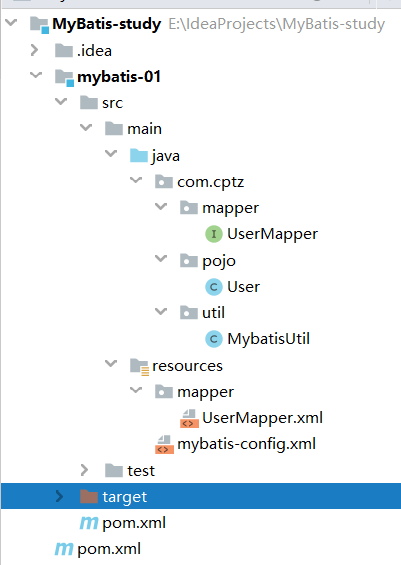 MyBatis-study E:\IdeaProjects\MyBatis-study
.idea
mybatis-01
src
main
java
com.cptz
mapper
UserMapper
pojo
User
util
MybatisUtil
resources
mapper
UserMapper.xml
mybatis-config.xml
test
target
pom.xml
pom.xml